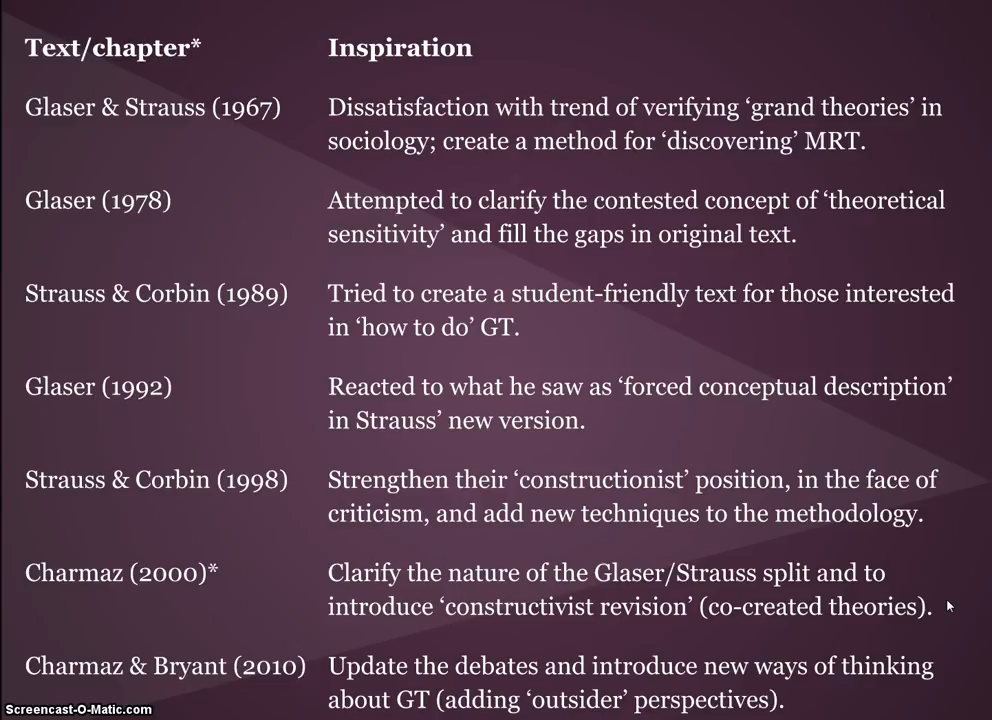 Text/chapter* Inspiration
Glaser & Strauss (1967) Dissatisfaction with trend of verifying ‘grand theories’ in
sociology; create a method for ‘discovering’ MRT.
Glaser (1978) Attempted to clarify the contested concept of ‘theoretical
sensitivity’ and fill the gaps in original text.
Strauss & Corbin (1989) Tried to create a student-friendly text for those interested
in ‘how to do’ GT.
Glaser (1992) Reacted to what he saw as ‘forced conceptual description’
in Strauss’ new version.
Strauss & Corbin (1998) Strengthen their ‘constructionist’ position, in the face of
criticism, and add new techniques to the methodology.
Charmaz (2000)* Clarify the nature of the Glaser/Strauss split and to
introduce ‘constructivist revision’ (co-created theories).
Charmaz & Bryant (2010) Update the debates and introduce new ways of thinking
about GT (adding ‘outsider’ perspectives).
Screencast-O-Matic.com